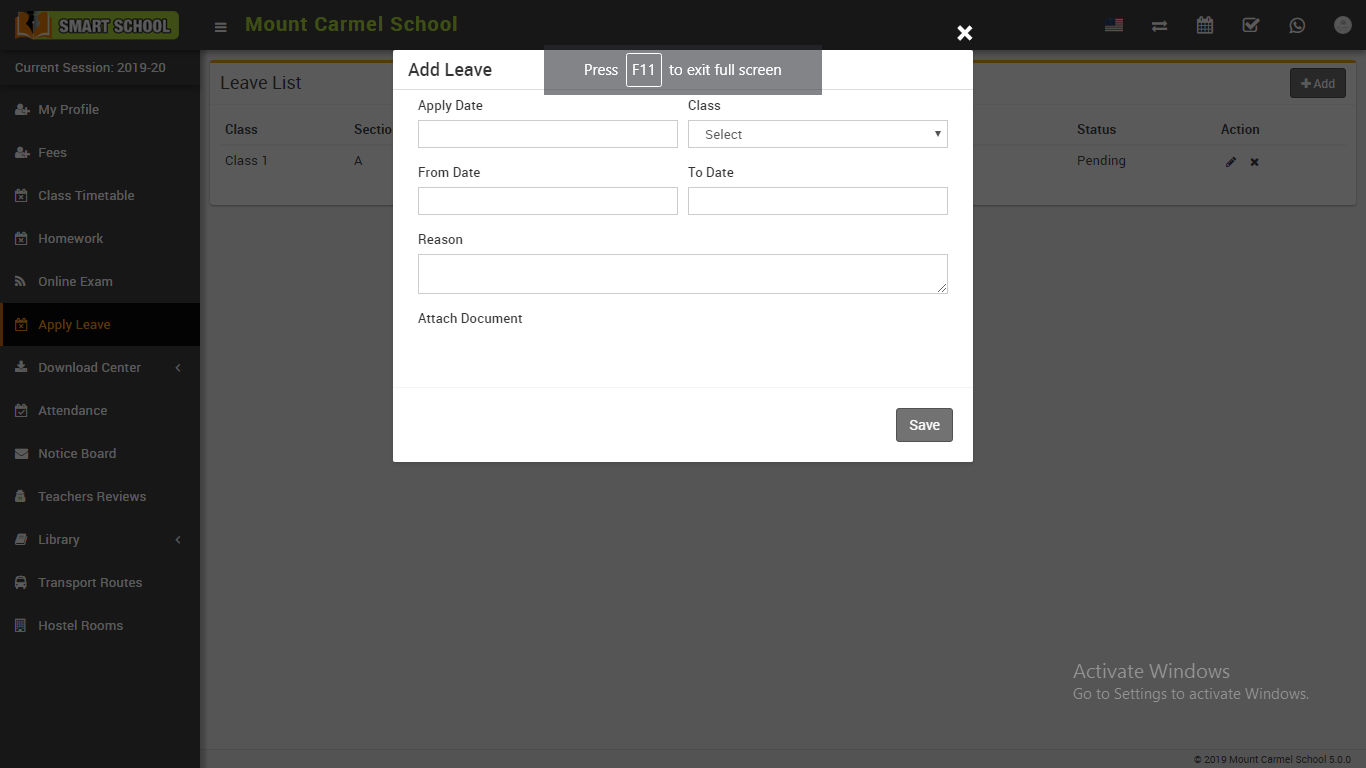 SMART SCHOOL
Mount Carmel School
Current Session: 2019-20
My Profile
Fees
Class Timetable
Homework
Online Exam
Apply Leave
Download Center
Attendance
Notice Board
Teachers Reviews
Library
Transport Routes
Hostel Rooms
Leave List
Add
Class
Sectio
Status
Action
Class 1
A
Pending
Add Leave
Press F11 to exit full screen
Apply Date
Class
Select
From Date
To Date
Reason
Attach Document
Save
Activate Windows
Go to Settings to activate Windows.
© 2019 Mount Carmel School 5.0.0